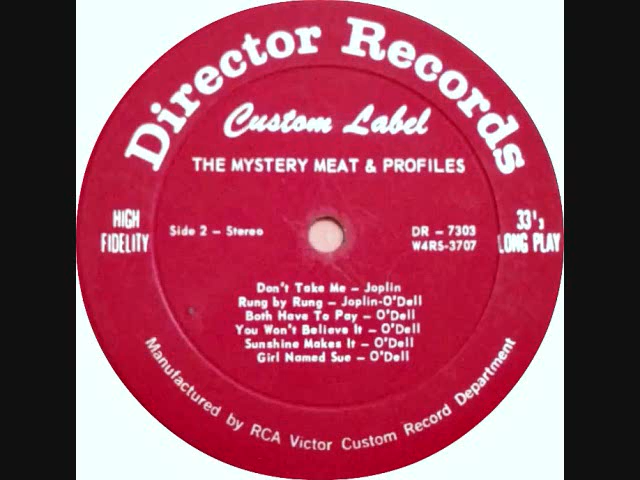 Director Records
Custom Label
THE MYSTERY MEAT & PROFILES
HIGH
FIDELITY
Side 2 – Stereo
DR – 7303
W4RS-3707
33⅓
LONG PLAY
Don't Take Me – Joplin
Rung by Rung – Joplin-O'Dell
Both Have To Pay – O'Dell
You Won't Believe It – O'Dell
Sunshine Makes It – O'Dell
Girl Named Sue – O'Dell
Manufactured by RCA Victor Custom Record Department